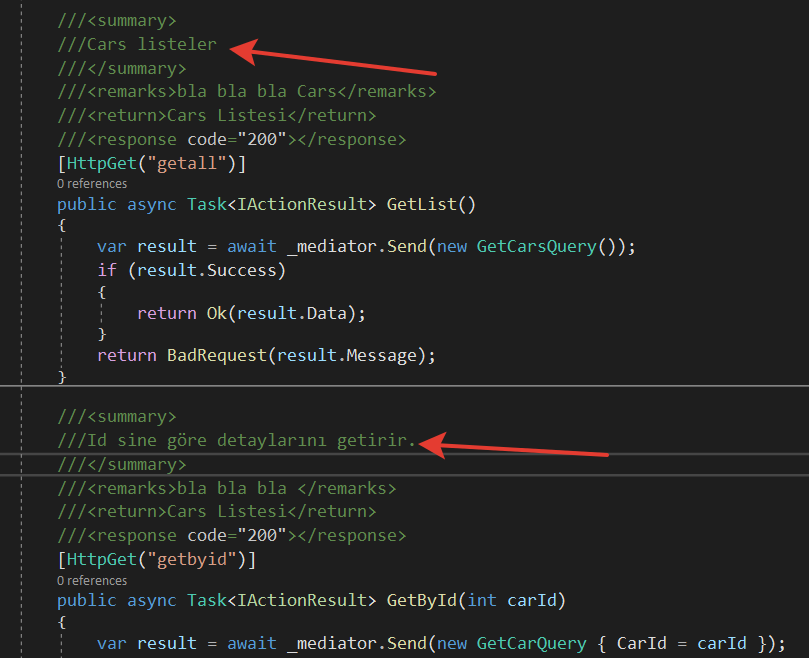 ///<summary>
///Cars listeler
///</summary>
///<remarks>bla bla bla Cars</remarks>
///<return>Cars Listesi</return>
///<response code="200"></response>
[HttpGet("getall")]
0 references
public async Task<IActionResult> GetList()
{
var result = await _mediator.Send(new GetCarsQuery());
if (result.Success)
{
return Ok(result.Data);
}
return BadRequest(result.Message);
}
///<summary>
///Id sine göre detaylarını getirir.
///</summary>
///<remarks>bla bla bla </remarks>
///<return>Cars Listesi</return>
///<response code="200"></response>
[HttpGet("getbyid")]
0 references
public async Task<IActionResult> GetById(int carId)
{
var result = await _mediator.Send(new GetCarQuery { CarId = carId });